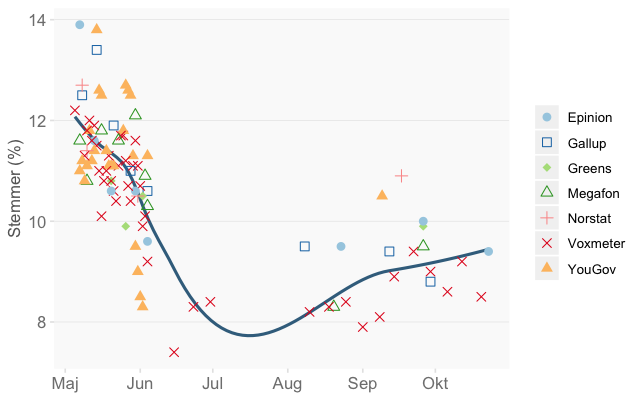 Stemmer (%)
14
12
10
8
Maj Jun Jul Aug Sep Okt
Epinion
Gallup
Greens
Megafon
Norstat
Voxmeter
YouGov